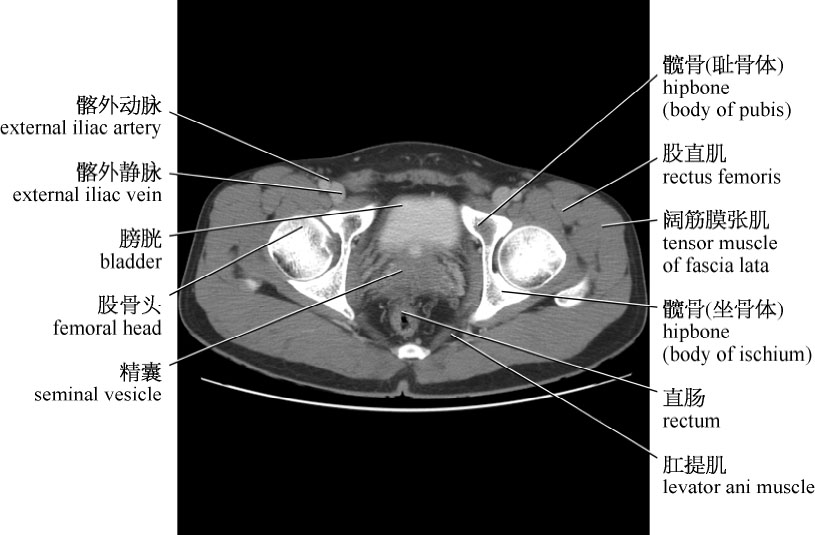 髂外动脉
external iliac artery
髂外静脉
external iliac vein
膀胱
bladder
股骨头
femoral head
精囊
seminal vesicle
髋骨(耻骨体)
hipbone
(body of pubis)
股直肌
rectus femoris
阔筋膜张肌
tensor muscle
of fascia lata
髋骨(坐骨体)
hipbone
(body of ischium)
直肠
rectum
肛提肌
levator ani muscle